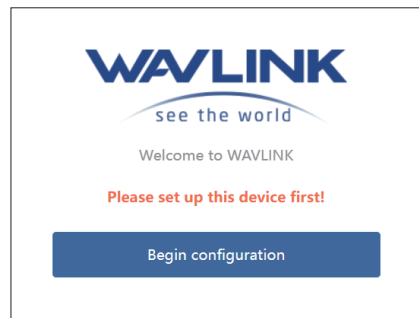 WAVLINK
see the world
Welcome to WAVLINK
Please set up this device first!
Begin configuration